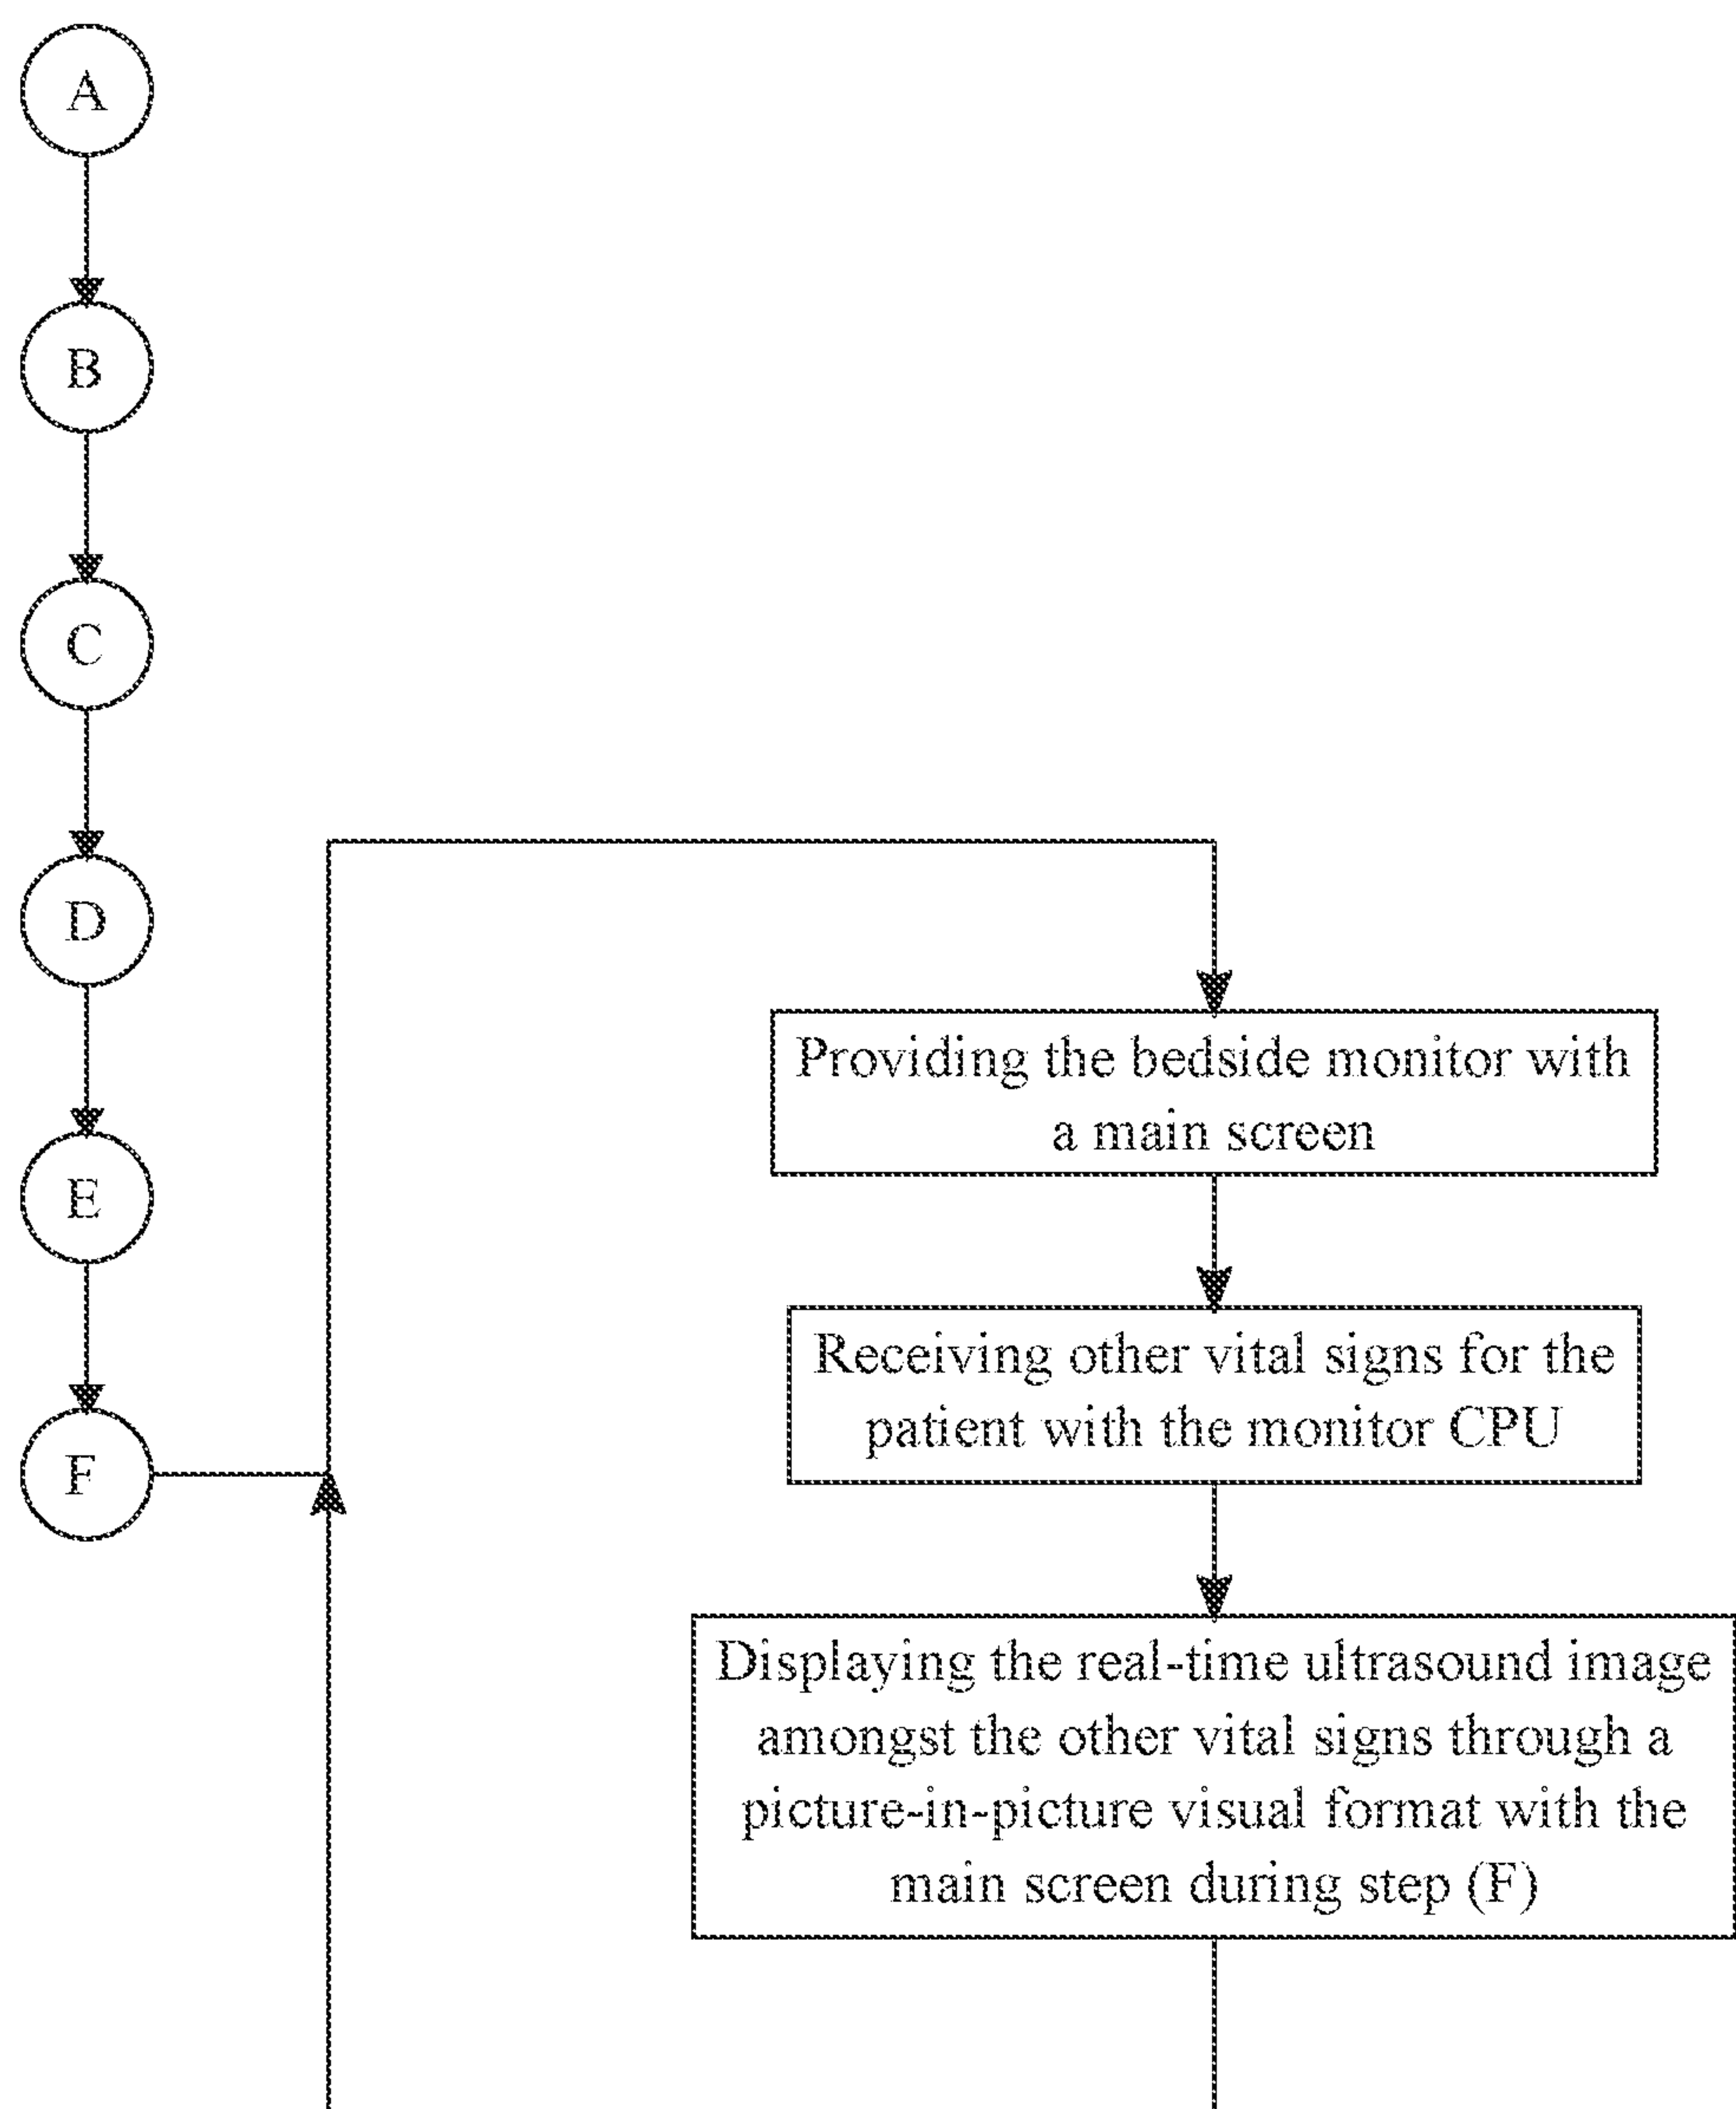 A
B
C
D
E
F
Providing the bedside monitor with
a main screen
Receiving other vital signs for the
patient with the monitor CPU
Displaying the real-time ultrasound image
amongst the other vital signs through a
picture-in-picture visual format with the
main screen during step (F)